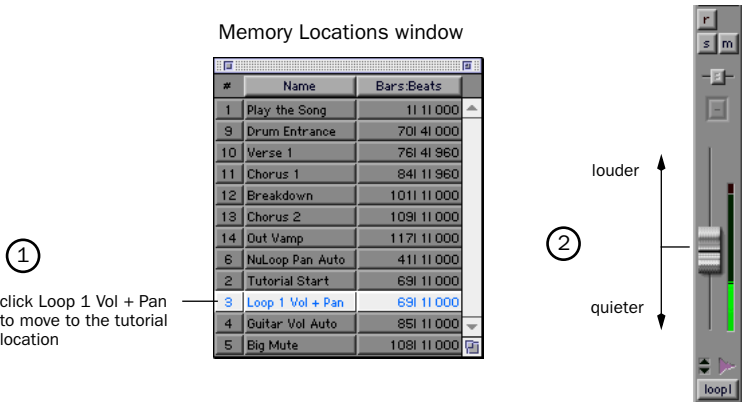 Memory Locations window
# Name Bars:Beats
1 Play the Song 1| 1| 000
9 Drum Entrance 70| 4| 000
10 Verse 1 76| 4| 960
11 Chorus 1 84| 1| 960
12 Breakdown 101| 1| 000
13 Chorus 2 109| 1| 000
14 Out Vamp 117| 1| 000
6 NuLoop Pan Auto 41| 1| 000
2 Tutorial Start 69| 1| 000
3 Loop 1 Vol + Pan 69| 1| 000
4 Guitar Vol Auto 85| 1| 000
5 Big Mute 108| 1| 000
1
click Loop 1 Vol + Pan
to move to the tutorial
location
2
louder
quieter
r
s m
loop1